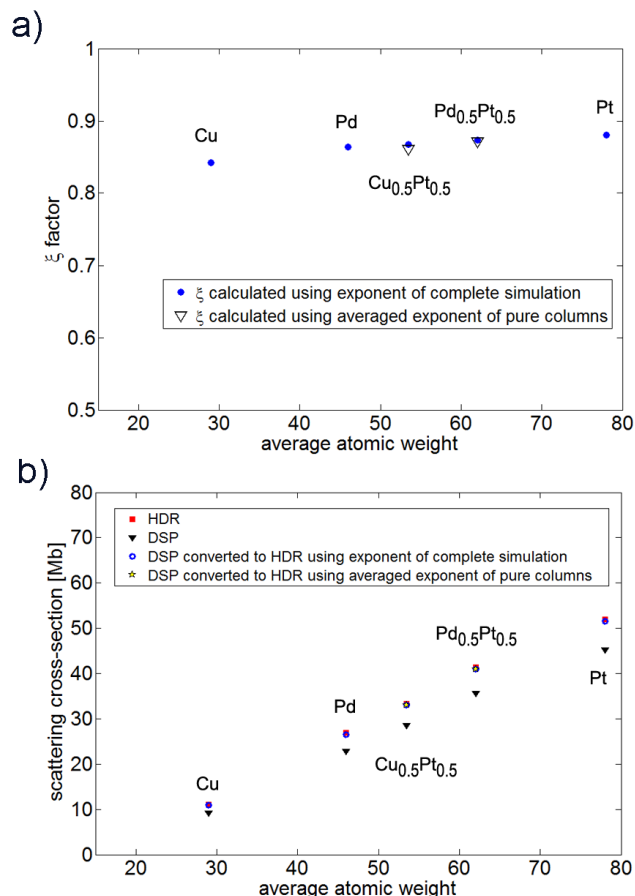 a)
1
0.9
0.8
0.7
0.6
0.5
ξ factor
Cu
Pd
Pd0.5Pt0.5
Pt
Cu0.5Pt0.5
ξ calculated using exponent of complete simulation
ξ calculated using averaged exponent of pure columns
20 30 40 50 60 70 80
average atomic weight
b)
80
70
60
50
40
30
20
10
0
scattering cross-section [Mb]
HDR
DSP
DSP converted to HDR using exponent of complete simulation
DSP converted to HDR using averaged exponent of pure columns
Pd0.5Pt0.5
Pt
Pd
Cu0.5Pt0.5
Cu
20 30 40 50 60 70 80
average atomic weight